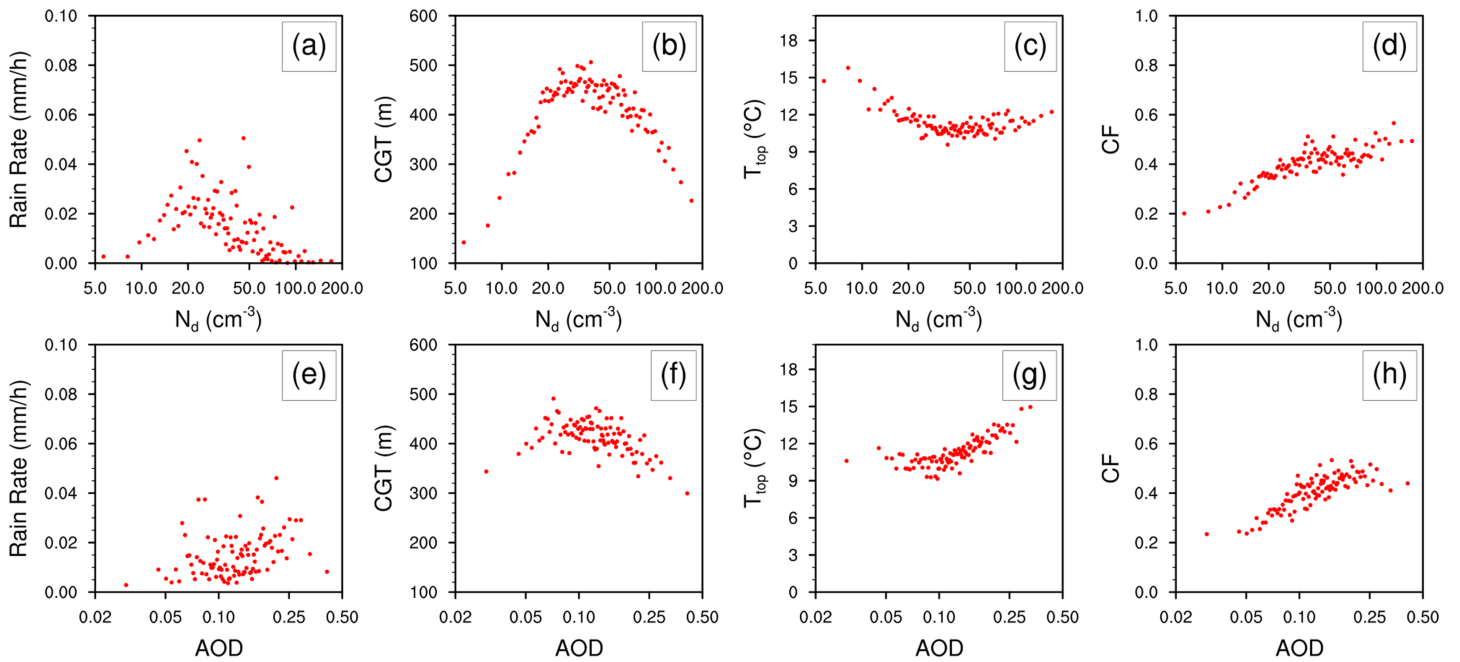 (a)
Rain Rate (mm/h)
0.10
0.08
0.06
0.04
0.02
0.00
5.0 10.0 20.0 50.0 100.0 200.0
N_d (cm⁻³)
(b)
CGT (m)
600
500
400
300
200
100
5.0 10.0 20.0 50.0 100.0 200.0
N_d (cm⁻³)
(c)
T_top (°C)
18
15
12
9
6
3
0
5.0 10.0 20.0 50.0 100.0 200.0
N_d (cm⁻³)
(d)
CF
1.0
0.8
0.6
0.4
0.2
0.0
5.0 10.0 20.0 50.0 100.0 200.0
N_d (cm⁻³)
(e)
Rain Rate (mm/h)
0.10
0.08
0.06
0.04
0.02
0.00
0.02 0.05 0.10 0.25 0.50
AOD
(f)
CGT (m)
600
500
400
300
200
100
0.02 0.05 0.10 0.25 0.50
AOD
(g)
T_top (°C)
18
15
12
9
6
3
0
0.02 0.05 0.10 0.25 0.50
AOD
(h)
CF
1.0
0.8
0.6
0.4
0.2
0.0
0.02 0.05 0.10 0.25 0.50
AOD